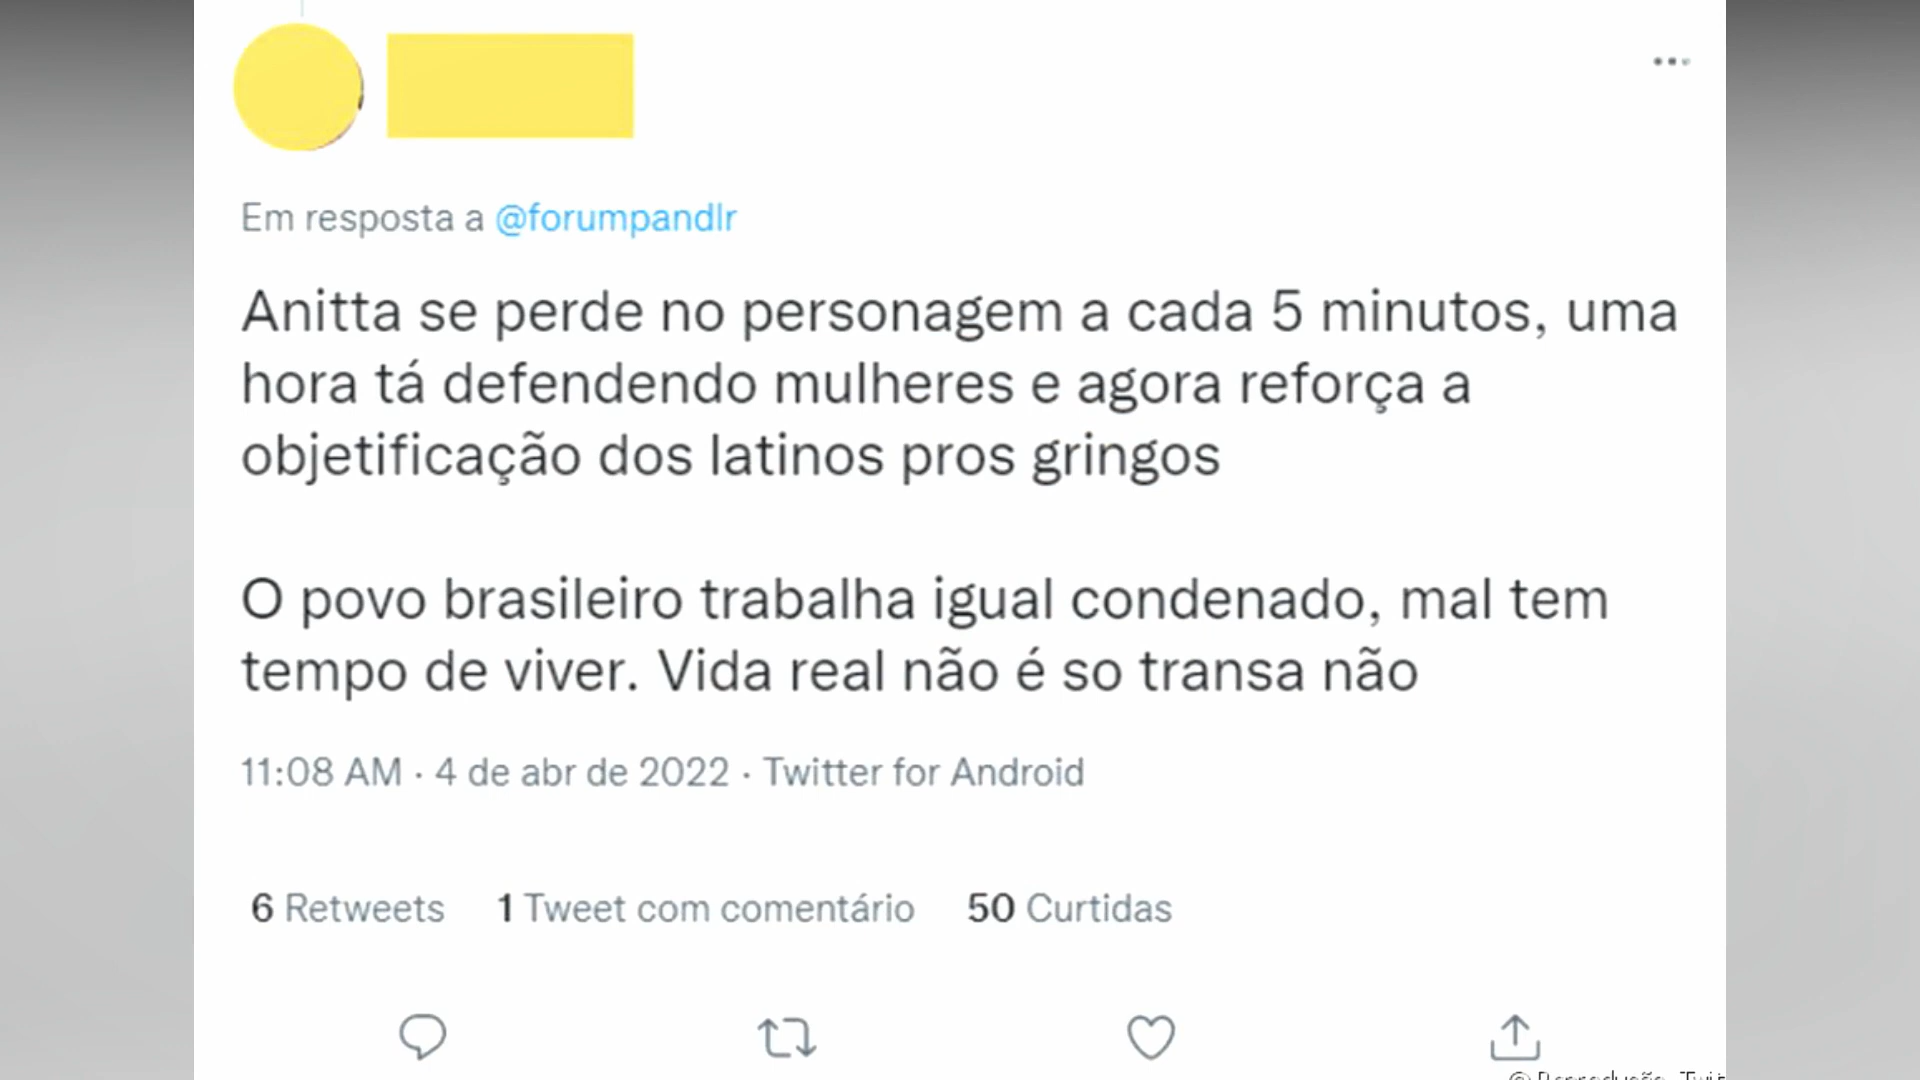 Em resposta a @forumpandlr
Anitta se perde no personagem a cada 5 minutos, uma
hora tá defendendo mulheres e agora reforça a
objetificação dos latinos pros gringos
O povo brasileiro trabalha igual condenado, mal tem
tempo de viver. Vida real não é so transa não
11:08 AM · 4 de abr de 2022 · Twitter for Android
6 Retweets 1 Tweet com comentário 50 Curtidas